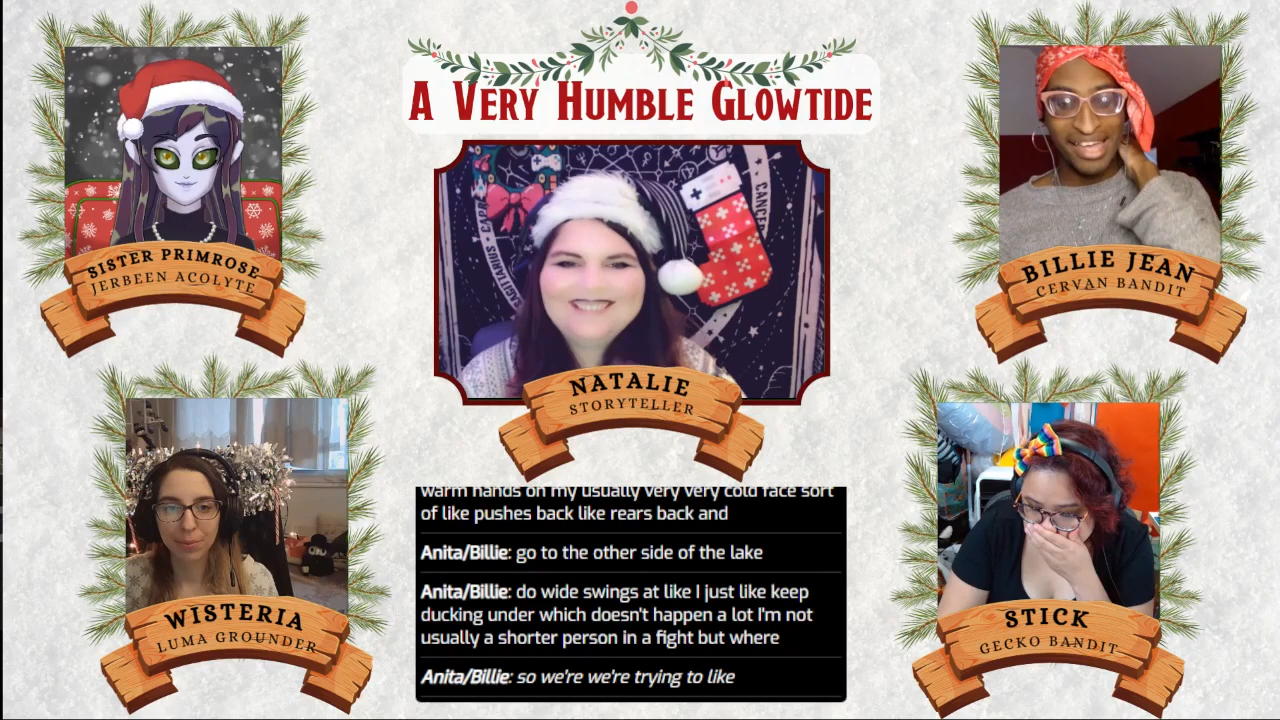 A VERY HUMBLE GLOWTIDE
SISTER PRIMROSE
JERBEEN ACOLYTE
BILLIE JEAN
CERVAN BANDIT
CAPR
SAGITTARIUS
CANCER
NATALIE
STORYTELLER
WISTERIA
LUMA GROUNDER
STICK
GECKO BANDIT
warm hands on my usually very very cold face sort
of like pushes back like rears back and
Anita/Billie: go to the other side of the lake
Anita/Billie: do wide swings at like I just like keep
ducking under which doesn't happen a lot I'm not
usually a shorter person in a fight but where
Anita/Billie: so we're we're trying to like